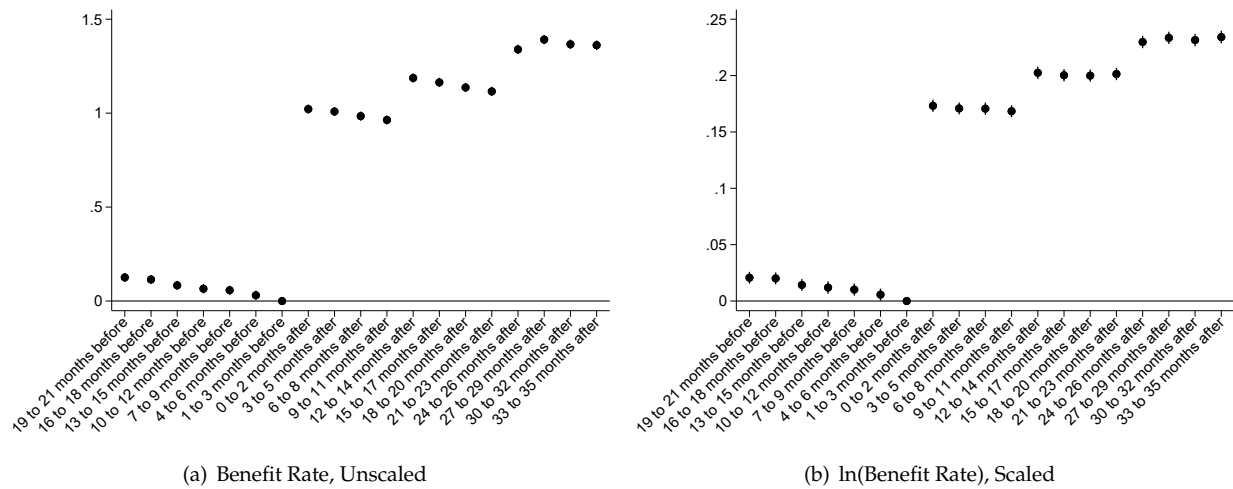 1.5
1
.5
0
19 to 21 months before
16 to 18 months before
13 to 15 months before
10 to 12 months before
7 to 9 months before
4 to 6 months before
1 to 3 months before
0 to 2 months after
3 to 5 months after
6 to 8 months after
9 to 11 months after
12 to 14 months after
15 to 17 months after
18 to 20 months after
21 to 23 months after
24 to 26 months after
27 to 29 months after
30 to 32 months after
33 to 35 months after
(a) Benefit Rate, Unscaled
.25
.2
.15
.1
.05
0
19 to 21 months before
16 to 18 months before
13 to 15 months before
10 to 12 months before
7 to 9 months before
4 to 6 months before
1 to 3 months before
0 to 2 months after
3 to 5 months after
6 to 8 months after
9 to 11 months after
12 to 14 months after
15 to 17 months after
18 to 20 months after
21 to 23 months after
24 to 26 months after
27 to 29 months after
30 to 32 months after
33 to 35 months after
(b) ln(Benefit Rate), Scaled